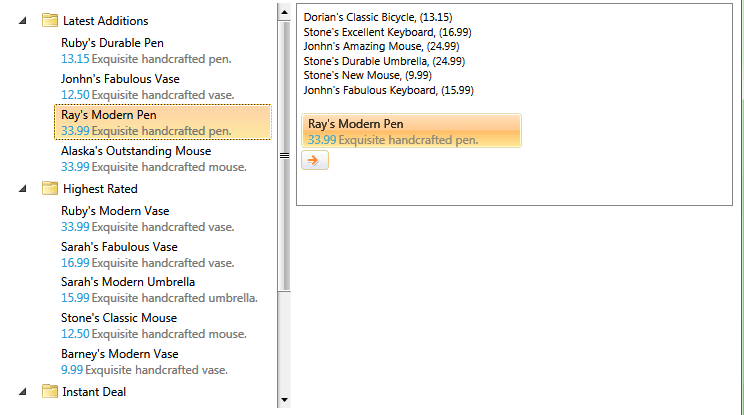 Latest Additions
Ruby's Durable Pen
13.15 Exquisite handcrafted pen.
Jonhn's Fabulous Vase
12.50 Exquisite handcrafted vase.
Ray's Modern Pen
33.99 Exquisite handcrafted pen.
Alaska's Outstanding Mouse
33.99 Exquisite handcrafted mouse.
Highest Rated
Ruby's Modern Vase
33.99 Exquisite handcrafted vase.
Sarah's Fabulous Vase
16.99 Exquisite handcrafted vase.
Sarah's Modern Umbrella
15.99 Exquisite handcrafted umbrella.
Stone's Classic Mouse
12.50 Exquisite handcrafted mouse.
Barney's Modern Vase
9.99 Exquisite handcrafted vase.
Instant Deal
Dorian's Classic Bicycle, (13.15)
Stone's Excellent Keyboard, (16.99)
Jonhn's Amazing Mouse, (24.99)
Stone's Durable Umbrella, (24.99)
Stone's New Mouse, (9.99)
Jonhn's Fabulous Keyboard, (15.99)
Ray's Modern Pen
33.99 Exquisite handcrafted pen.